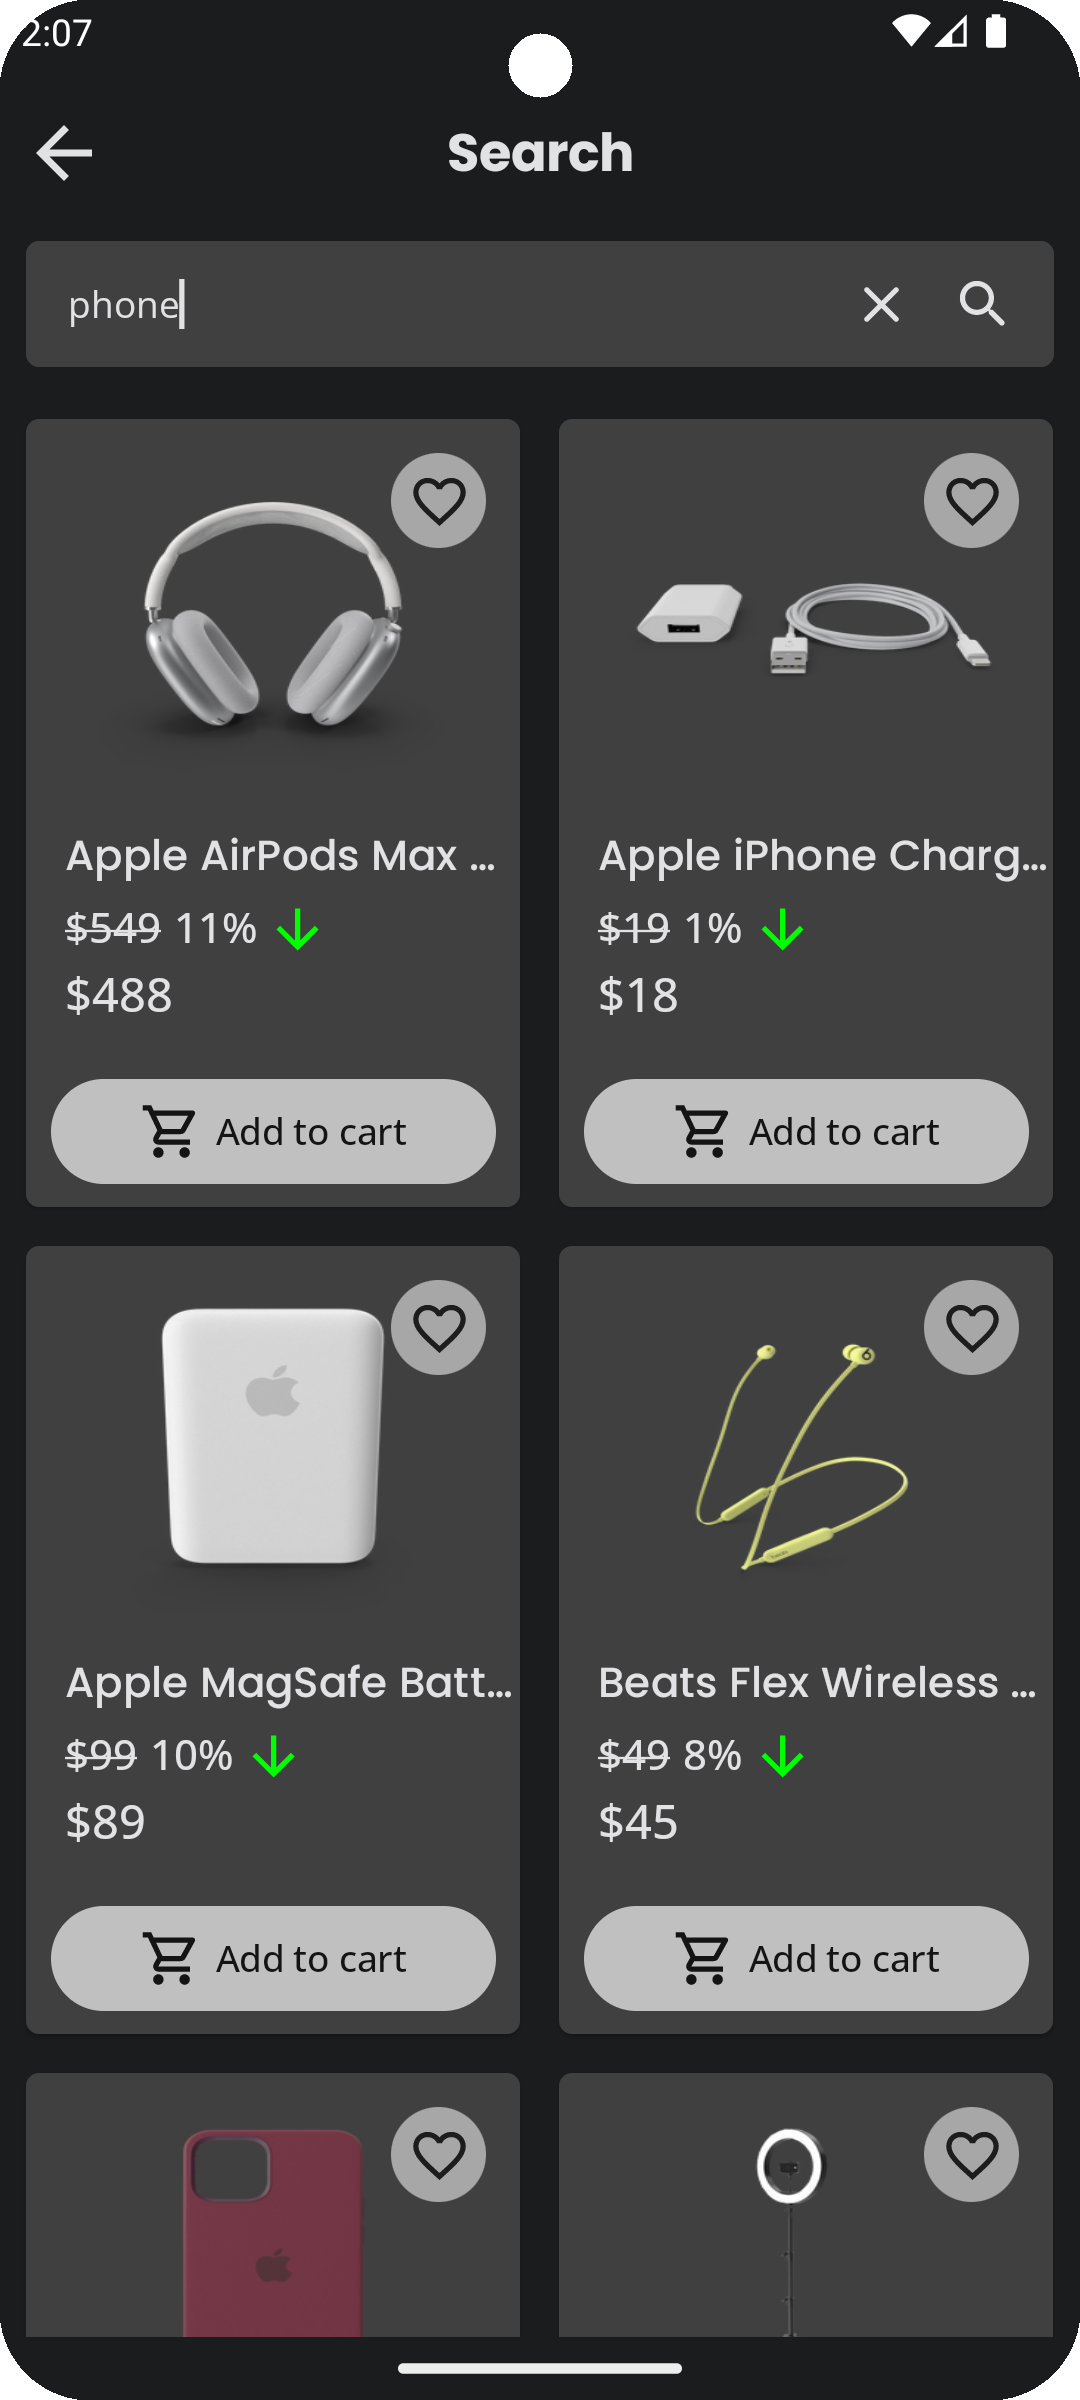 2:07
Search
phone
Apple AirPods Max ...
$549 11%
$488
Add to cart
Apple iPhone Charg...
$19 1%
$18
Add to cart
Apple MagSafe Batt...
$99 10%
$89
Add to cart
Beats Flex Wireless ...
$49 8%
$45
Add to cart